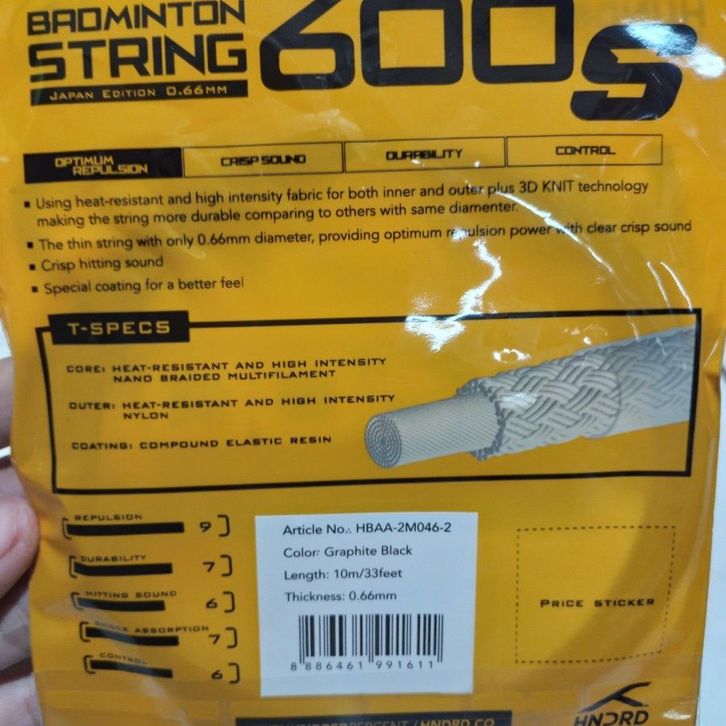 BADMINTON
STRING 600s
JAPAN EDITION 0.66MM
OPTIMUM REPULSION
CRISP SOUND
DURABILITY
CONTROL
▪ Using heat-resistant and high intensity fabric for both inner and outer plus 3D KNIT technology
making the string more durable comparing to others with same diamenter.
▪ The thin string with only 0.66mm diameter, providing optimum repulsion power with clear crisp sound
▪ Crisp hitting sound
▪ Special coating for a better feel
T-SPECS
CORE: HEAT-RESISTANT AND HIGH INTENSITY
NANO BRAIDED MULTIFILAMENT
OUTER: HEAT-RESISTANT AND HIGH INTENSITY
NYLON
COATING: COMPOUND ELASTIC RESIN
REPULSION 9
DURABILITY 7
HITTING SOUND 6
SHOCK ABSORPTION 7
CONTROL 6
Article No.: HBAA-2M046-2
Color: Graphite Black
Length: 10m/33feet
Thickness: 0.66mm
8 886461 991611
PRICE STICKER
HNDRD